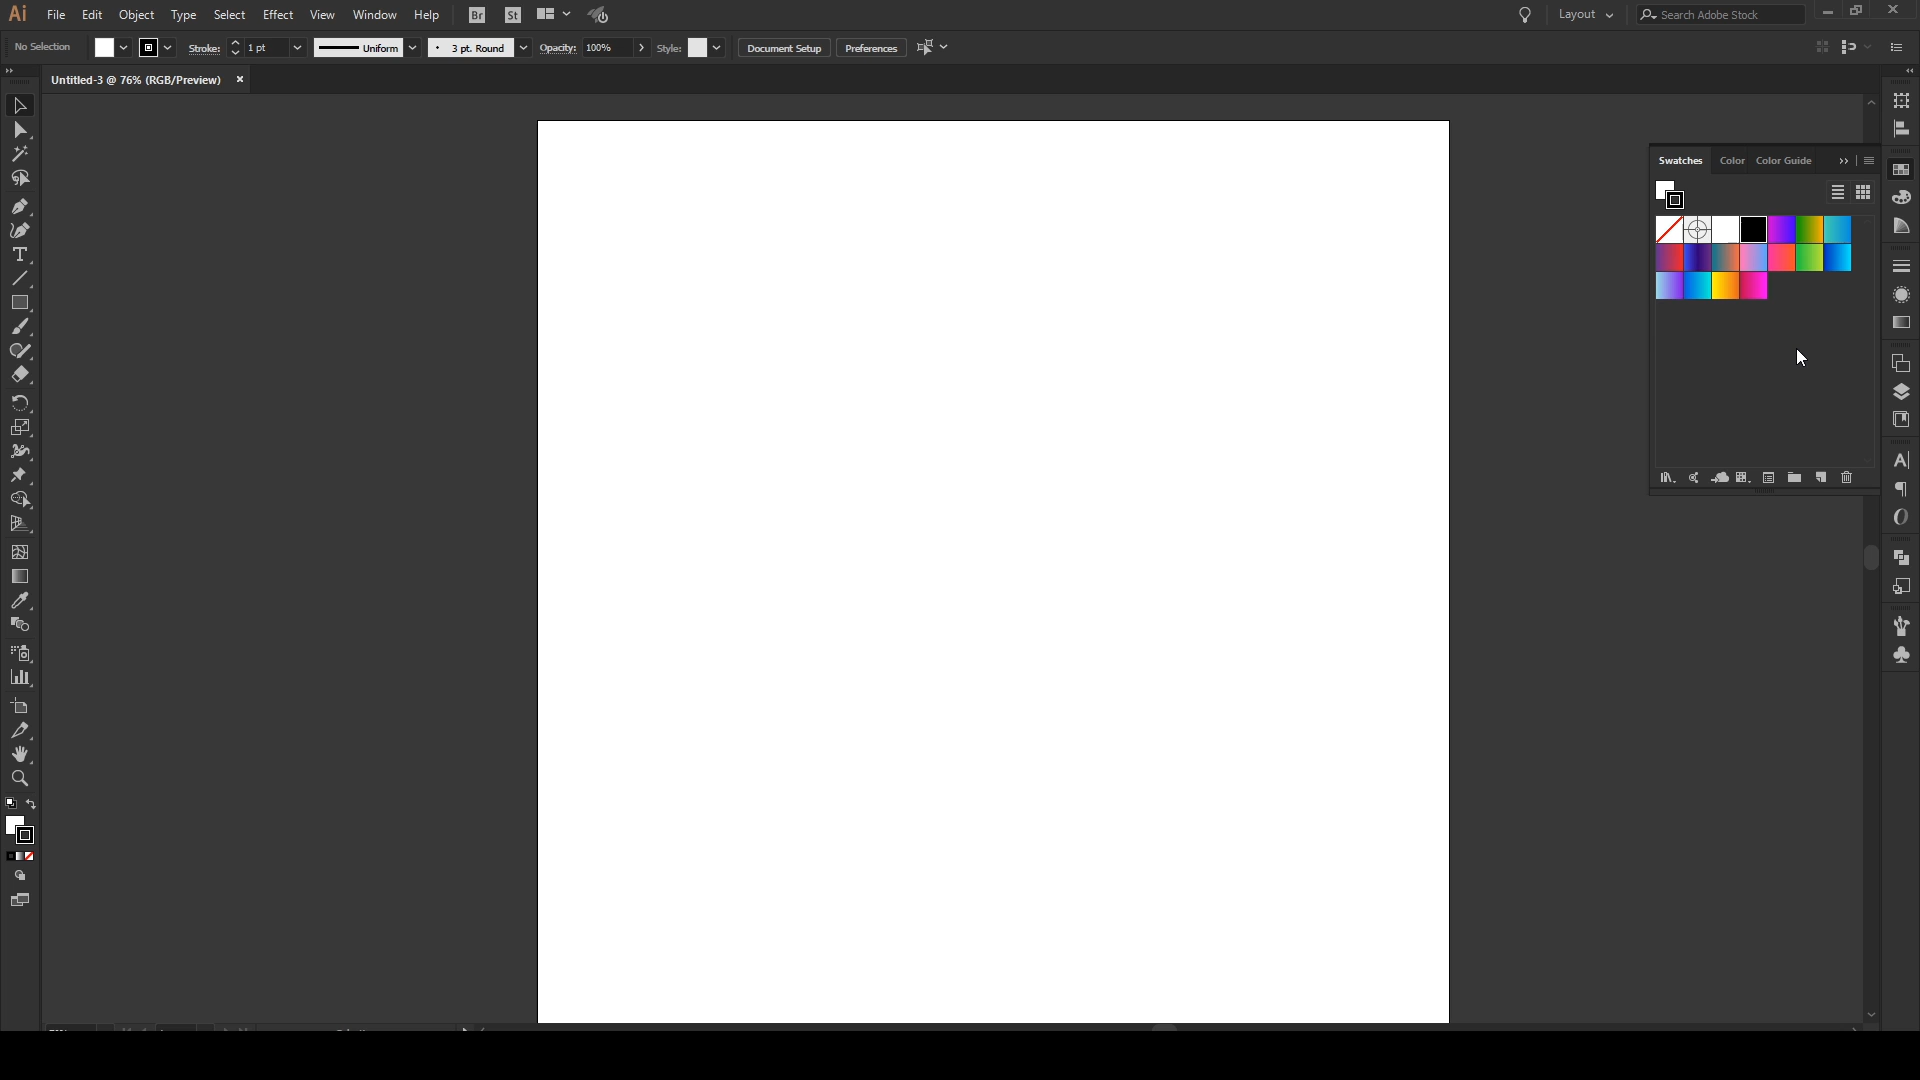 Ai File Edit Object Type Select Effect View Window Help Br St Layout Search Adobe Stock
No Selection Stroke: 1 pt Uniform 3 pt. Round Opacity: 100% Style: Document Setup Preferences
Untitled-3 @ 76% (RGB/Preview)
Swatches Color Color Guide